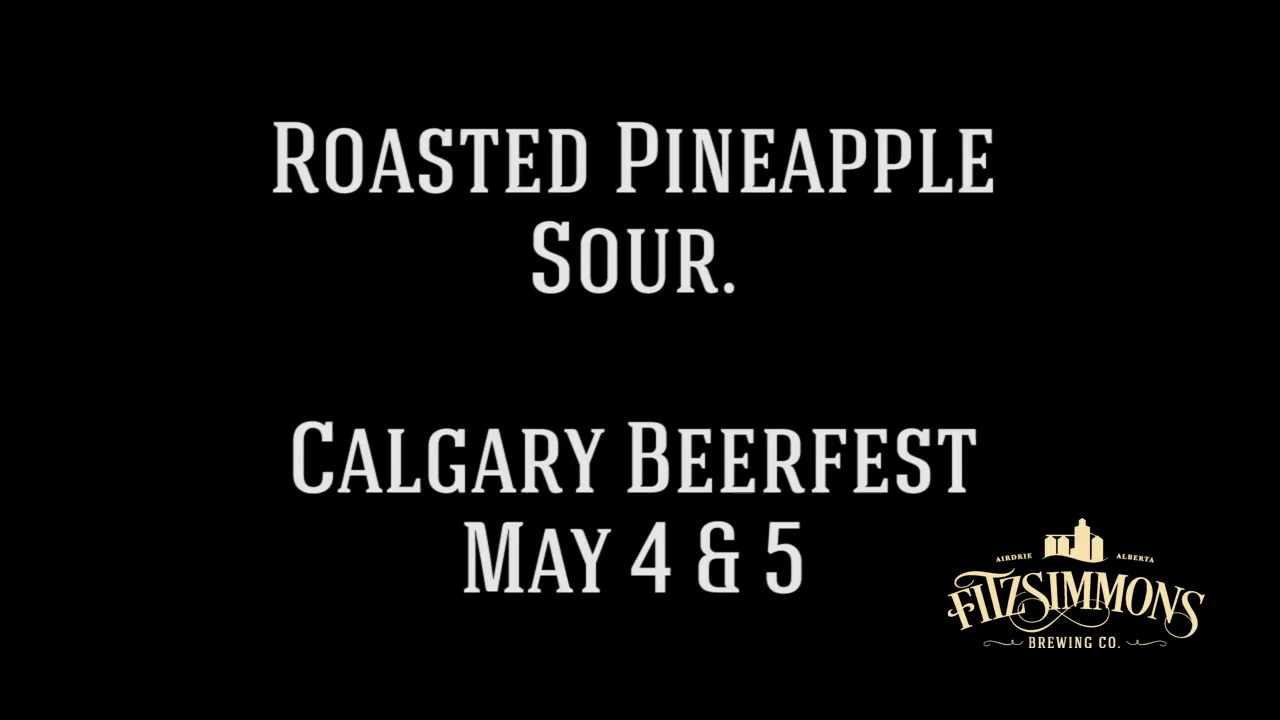 Roasted Pineapple
Sour.
Calgary Beerfest
May 4 & 5
AIRDRIE ALBERTA
FITZSIMMONS
BREWING CO.